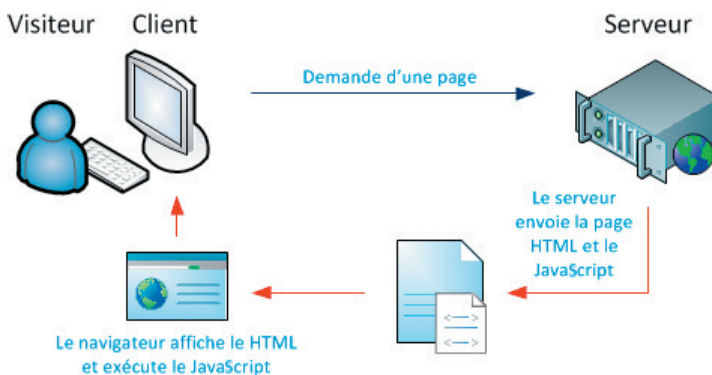 Visiteur
Client
Serveur
Demande d'une page
Le serveur
envoie la page
HTML et le
JavaScript
<—>
<—>
Le navigateur affiche le HTML
et exécute le JavaScript